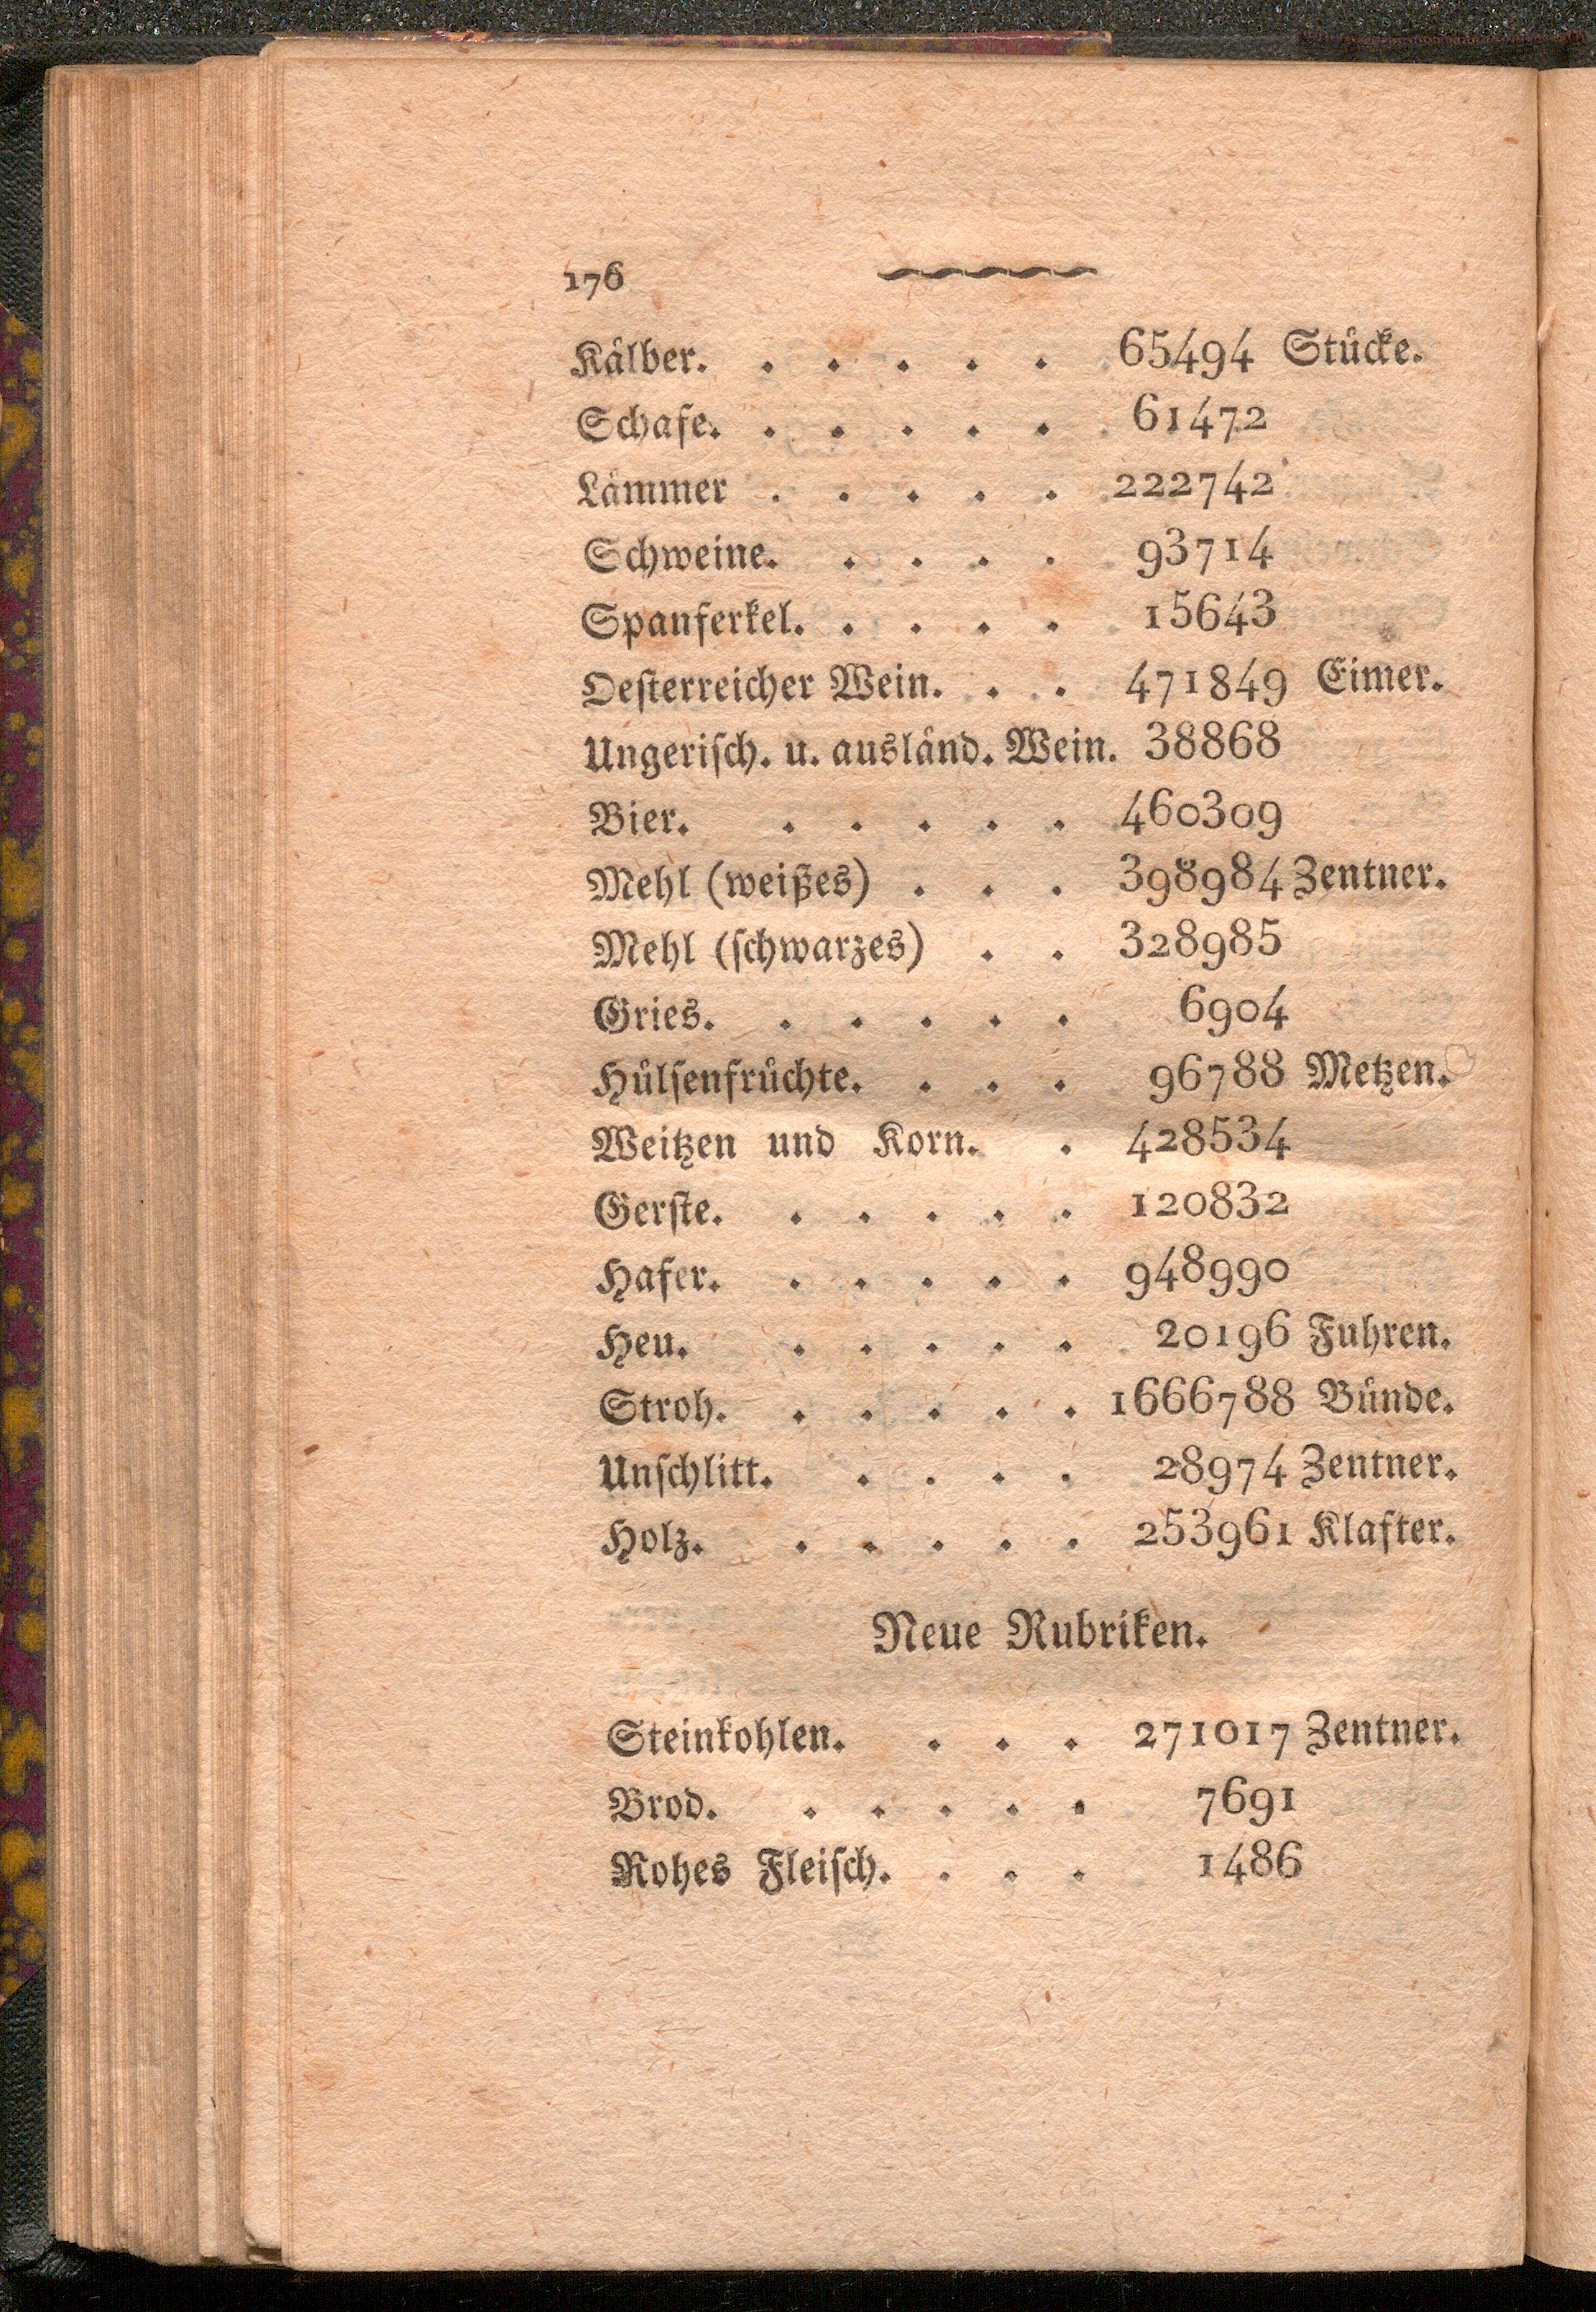 176
Kälber. . . . . . 65494 Stücke.
Schafe. . . . . . 61472
Lämmer . . . . . 222742
Schweine. . . . . 93714
Spanferkel. . . . . 15643
Oeſterreicher Wein. . . 471849 Eimer.
Ungeriſch. u. ausländ. Wein. 38868
Bier. . . . . . 460309
Mehl (weißes) . . . 398984 Zentner.
Mehl (ſchwarzes) . . 328985
Gries. . . . . . 6904
Hülſenfrüchte. . . . 96788 Metzen.
Weitzen und Korn. . 428534
Gerſte. . . . . . 120832
Hafer. . . . . . 948990
Heu. . . . . . 20196 Fuhren.
Stroh. . . . . . 1666788 Bünde.
Unſchlitt. . . . . 28974 Zentner.
Holz. . . . . . 253961 Klafter.
Neue Rubriken.
Steinkohlen. . . . 271017 Zentner.
Brod. . . . . . 7691
Rohes Fleiſch. . . . 1486